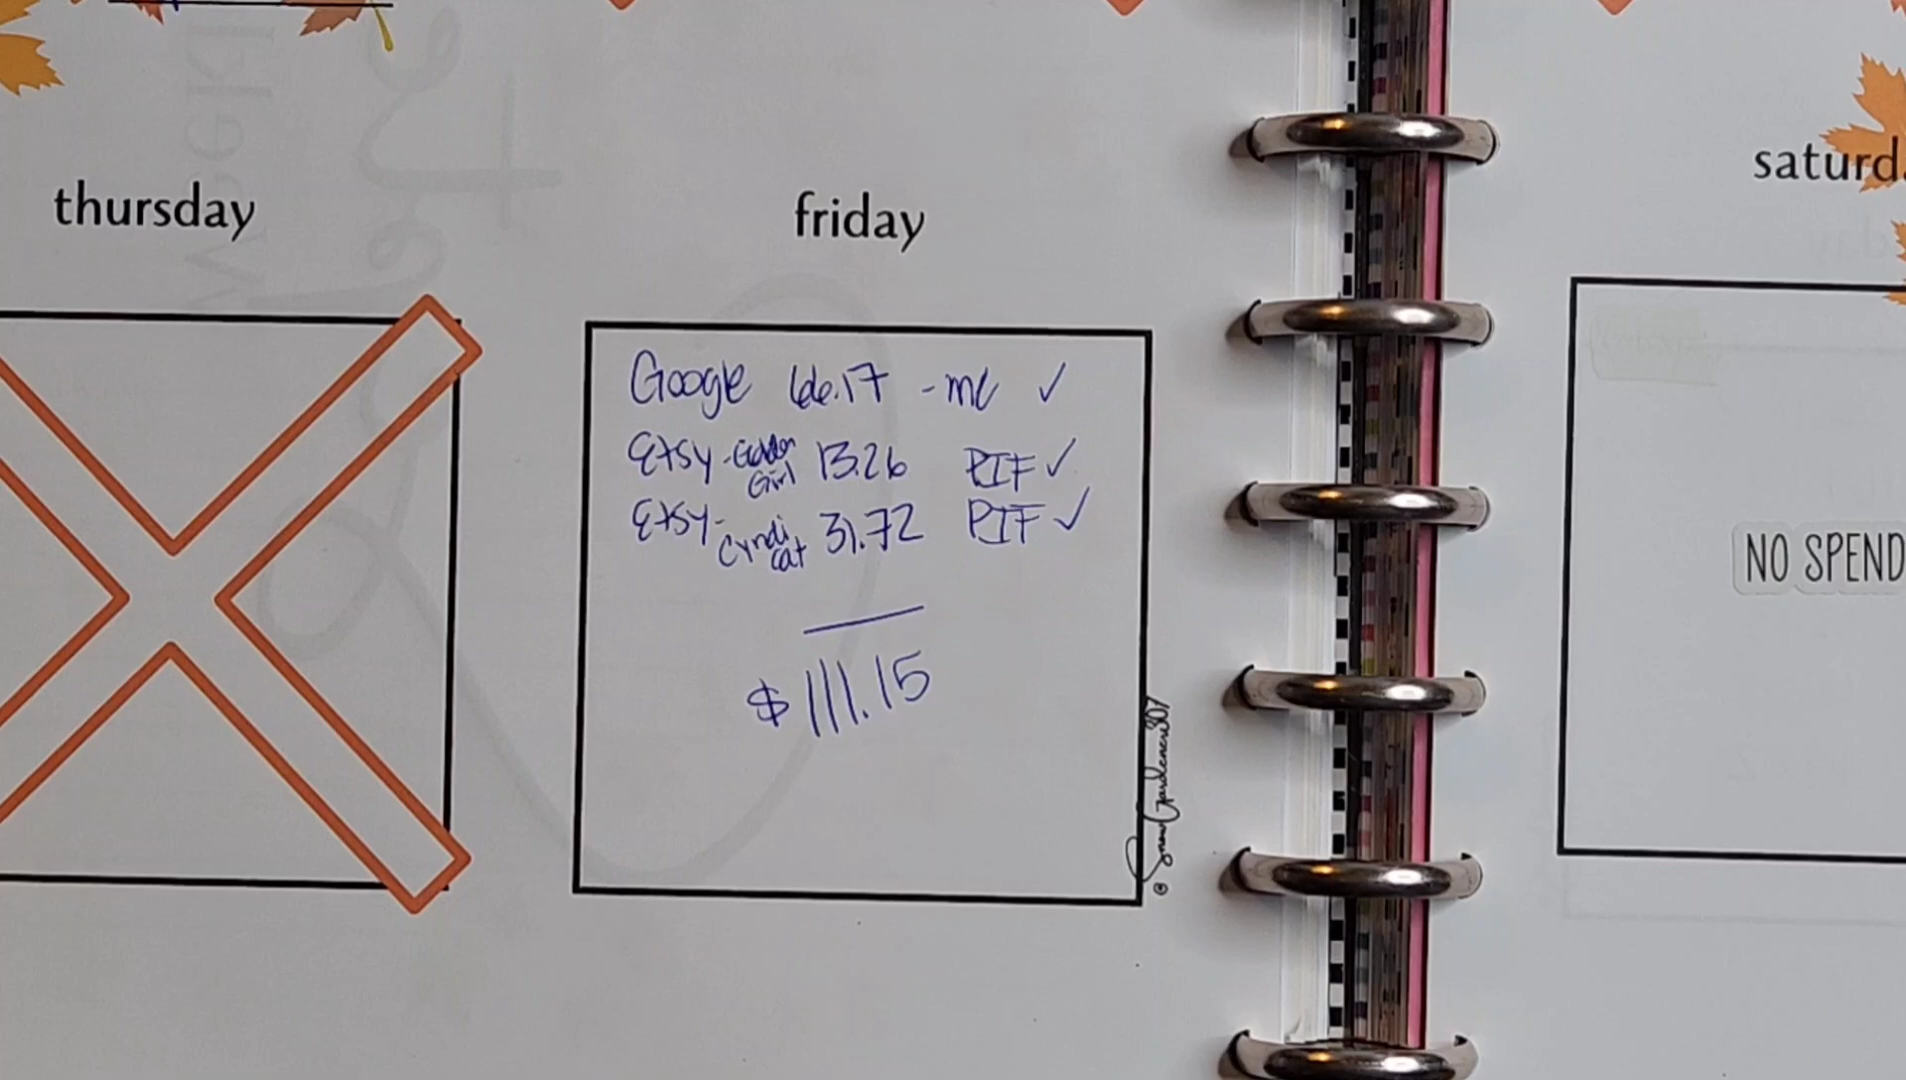 thursday
friday
saturd
Google 66.17 - mc ✓
Etsy - Golden Girl 13.26 PIF ✓
Etsy - Cyndi Cat 31.72 PIF ✓
$111.15
NO SPEND